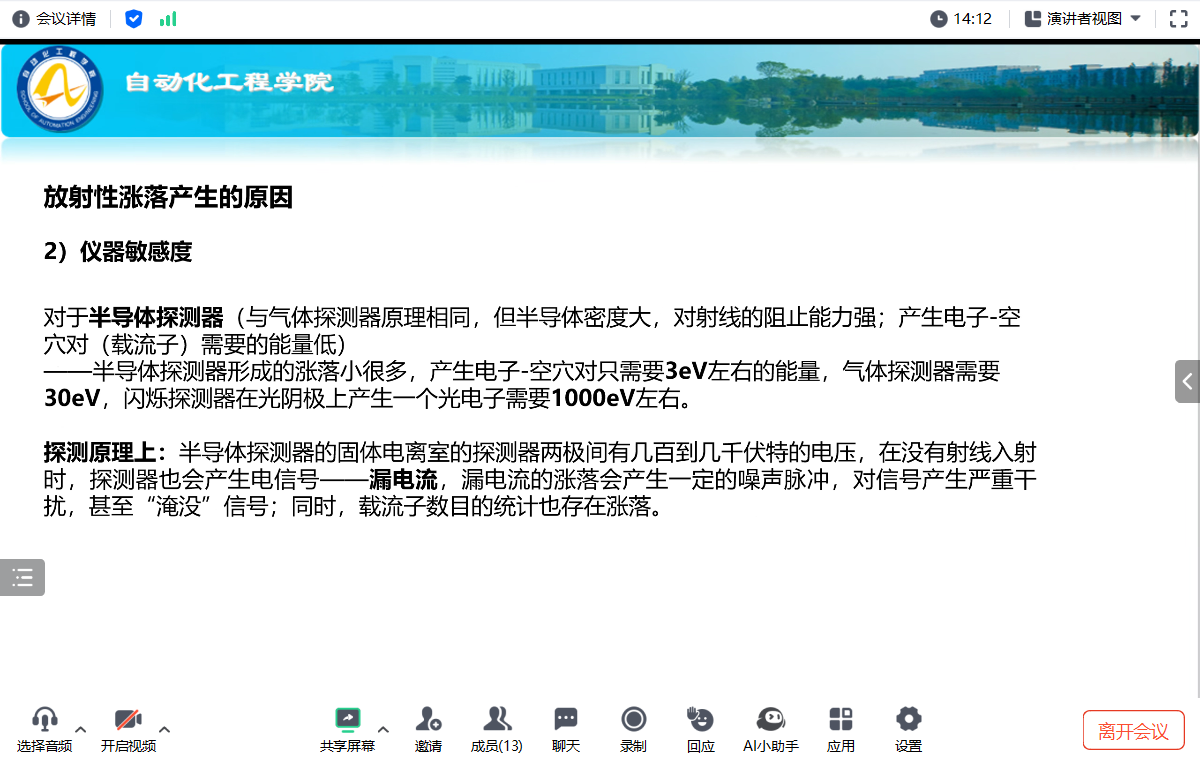 会议详情
14:12
演讲者视图
自动化工程学院
SCHOOL OF AUTOMATION ENGINEERING
放射性涨落产生的原因
2）仪器敏感度
对于半导体探测器（与气体探测器原理相同，但半导体密度大，对射线的阻止能力强；产生电子-空
穴对（载流子）需要的能量低）
——半导体探测器形成的涨落小很多，产生电子-空穴对只需要3eV左右的能量，气体探测器需要
30eV，闪烁探测器在光阴极上产生一个光电子需要1000eV左右。
探测原理上：半导体探测器的固体电离室的探测器两极间有几百到几千伏特的电压，在没有射线入射
时，探测器也会产生电信号——漏电流，漏电流的涨落会产生一定的噪声脉冲，对信号产生严重干
扰，甚至“淹没”信号；同时，载流子数目的统计也存在涨落。
选择音频
开启视频
共享屏幕
邀请
成员(13)
聊天
录制
回应
AI小助手
应用
设置
离开会议